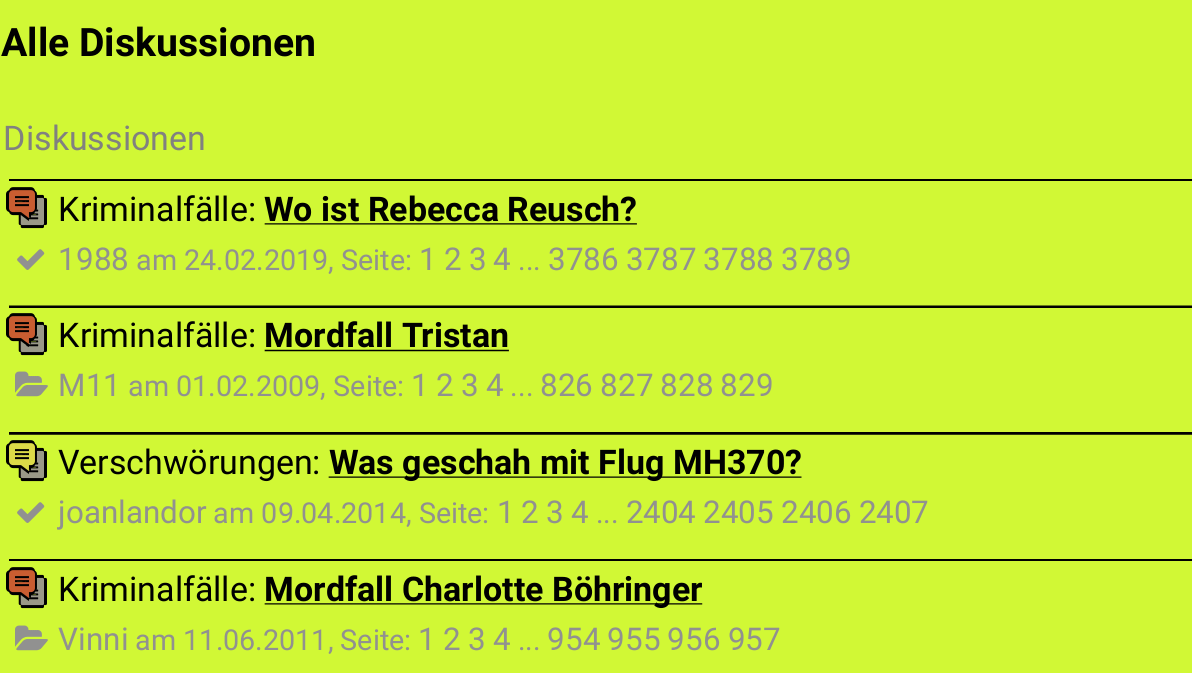 Alle Diskussionen
Diskussionen
Kriminalfälle: Wo ist Rebecca Reusch?
1988 am 24.02.2019, Seite: 1 2 3 4 ... 3786 3787 3788 3789
Kriminalfälle: Mordfall Tristan
M11 am 01.02.2009, Seite: 1 2 3 4 ... 826 827 828 829
Verschwörungen: Was geschah mit Flug MH370?
joanlandor am 09.04.2014, Seite: 1 2 3 4 ... 2404 2405 2406 2407
Kriminalfälle: Mordfall Charlotte Böhringer
Vinni am 11.06.2011, Seite: 1 2 3 4 ... 954 955 956 957